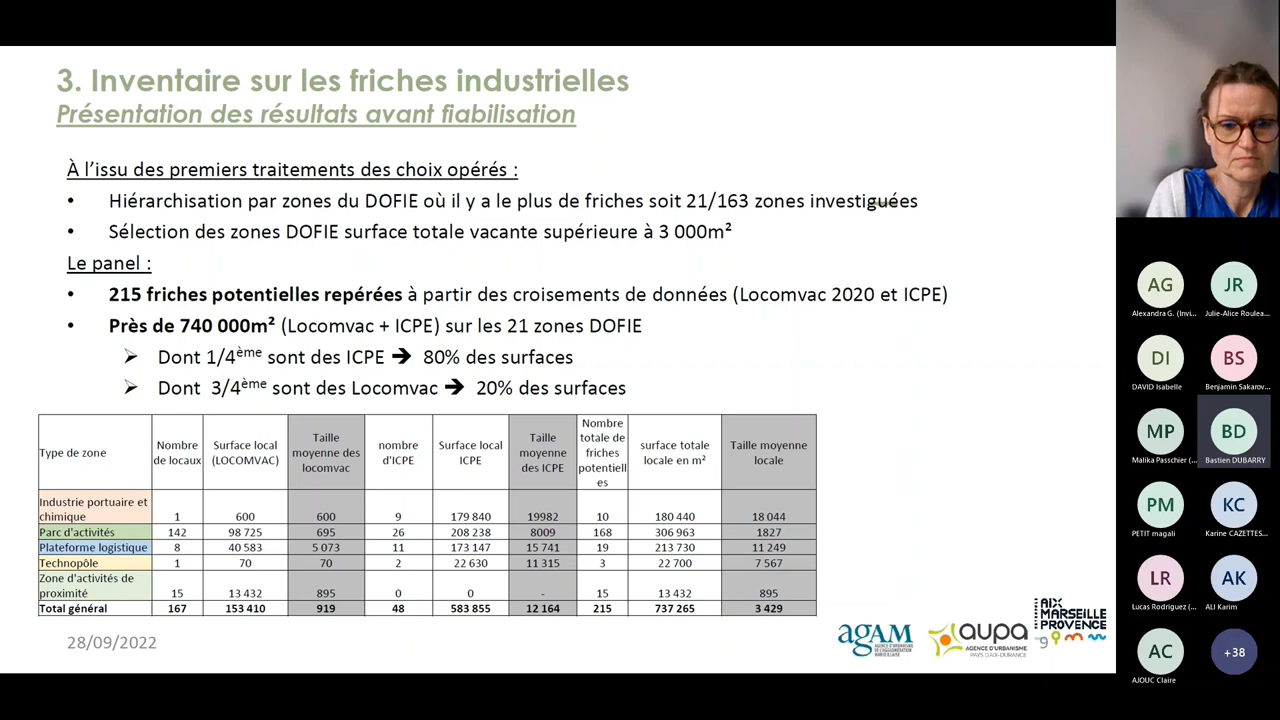 3. Inventaire sur les friches industrielles
Présentation des résultats avant fiabilisation
À l’issu des premiers traitements des choix opérés :
• Hiérarchisation par zones du DOFIE où il y a le plus de friches soit 21/163 zones investiguées
• Sélection des zones DOFIE surface totale vacante supérieure à 3 000m²
Le panel :
• 215 friches potentielles repérées à partir des croisements de données (Locomvac 2020 et ICPE)
• Près de 740 000m² (Locomvac + ICPE) sur les 21 zones DOFIE
➢ Dont 1/4ème sont des ICPE ➔ 80% des surfaces
➢ Dont 3/4ème sont des Locomvac ➔ 20% des surfaces
Type de zone | Nombre de locaux | Surface local (LOCOMVAC) | Taille moyenne des locomvac | nombre d'ICPE | Surface local ICPE | Taille moyenne des ICPE | Nombre totale de friches potentielles | surface totale locale en m² | Taille moyenne locale
Industrie portuaire et chimique | 1 | 600 | 600 | 9 | 179 840 | 19982 | 10 | 180 440 | 18 044
Parc d'activités | 142 | 98 725 | 695 | 26 | 208 238 | 8009 | 168 | 306 963 | 1827
Plateforme logistique | 8 | 40 583 | 5 073 | 11 | 173 147 | 15 741 | 19 | 213 730 | 11 249
Technopôle | 1 | 70 | 70 | 2 | 22 630 | 11 315 | 3 | 22 700 | 7 567
Zone d'activités de proximité | 15 | 13 432 | 895 | 0 | 0 | - | 15 | 13 432 | 895
Total général | 167 | 153 410 | 919 | 48 | 583 855 | 12 164 | 215 | 737 265 | 3 429
28/09/2022
agAM
AGENCE D'URBANISME
DE L'AGGLOMÉRATION
MARSEILLAISE
aupa
AGENCE D'URBANISME
PAYS D'AIX-DURANCE
AIX
MARSEILLE
PROVENCE
9
AG
Alexandra G. (Invi...
JR
Julie-Alice Roulea...
DI
DAVID Isabelle
BS
Benjamin Sakarov...
MP
Malika Passchier (...
BD
Bastien DUBARRY
PM
PETIT magali
KC
Karine CAZETTES...
LR
Lucas Rodriguez (...
AK
ALI Karim
AC
AJOUC Claire
+38